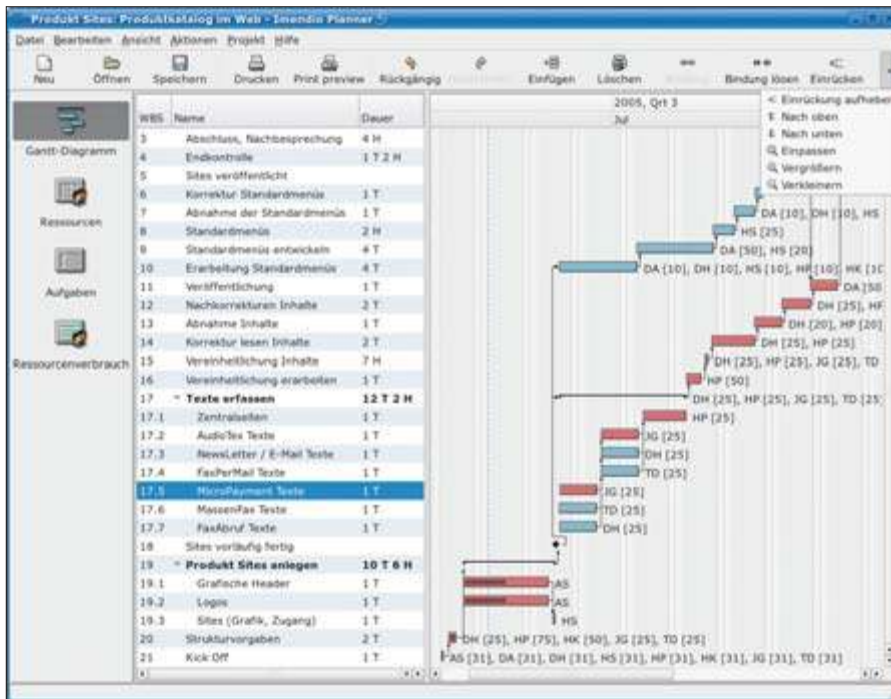 Produkt Sites: Produktkatalog im Web - Imendio Planner
Datei Bearbeiten Ansicht Aktionen Projekt Hilfe
Neu Öffnen Speichern Drucken Print preview Rückgängig Einfügen Löschen Bindung lösen Einrücken
Einrückung aufheben
Nach oben
Nach unten
Einpassen
Vergrößern
Verkleinern
Gantt-Diagramm
Ressourcen
Aufgaben
Ressourcenverbrauch
2005, Qrt 3
Jul
WBS Name Dauer
3 Abschluss, Nachbesprechung 4 H
4 Endkontrolle 1 T 2 H
5 Sites veröffentlicht
6 Korrektur Standardmenüs 1 T
7 Abnahme der Standardmenüs 1 T DA [10], DH [10], HS
8 Standardmenüs 2 H HS [25]
9 Standardmenüs entwickeln 4 T DA [50], HS [20]
10 Erarbeitung Standardmenüs 4 T DA [10], DH [10], HS [10], HP [10], HK [10
11 Veröffentlichung 1 T DA [50
12 Nachkorrekturen Inhalte 2 T DH [25], HP
13 Abnahme Inhalte 1 T DH [20], HP [20]
14 Korrektur lesen Inhalte 2 T DH [25], HP [25]
15 Vereinheitlichung Inhalte 7 H DH [25], HP [25], JG [25], TD
16 Vereinheitlichung erarbeiten 1 T HP [50]
17 Texte erfassen 12 T 2 H DH [25], HP [25], JG [25], TD [25]
17.1 Zentralseiten 1 T HP [25]
17.2 AudioTex Texte 1 T JG [25]
17.3 NewsLetter / E-Mail Texte 1 T DH [25]
17.4 FaxPerMail Texte 1 T TD [25]
17.5 MicroPayment Texte 1 T JG [25]
17.6 MassenFax Texte 1 T TD [25]
17.7 FaxAbruf Texte 1 T DH [25]
18 Sites vorläufig fertig
19 Produkt Sites anlegen 10 T 6 H
19.1 Grafische Header 1 T AS
19.2 Logos 1 T AS
19.3 Sites (Grafik, Zugang) 1 T HS
20 Strukturvorgaben 2 T DH [25], HP [75], HK [50], JG [25], TD [25]
21 Kick Off 1 T AS [31], DA [31], DH [31], HS [31], HP [31], HK [31], JG [31], TD [31]